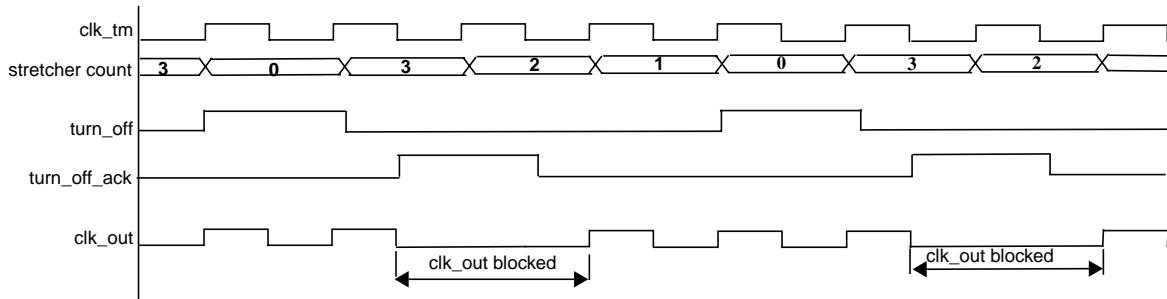 clk_tm
stretcher count 3 0 3 2 1 0 3 2
turn_off
turn_off_ack
clk_out
clk_out blocked clk_out blocked